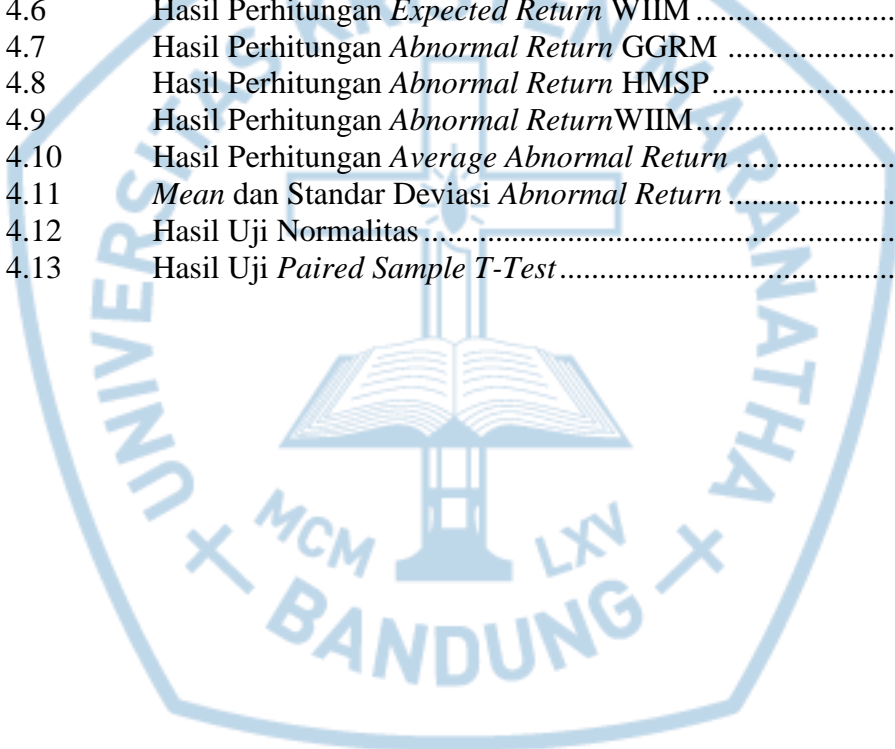 4.6 Hasil Perhitungan Expected Return WIIM ........................
4.7 Hasil Perhitungan Abnormal Return GGRM ....................
4.8 Hasil Perhitungan Abnormal Return HMSP......................
4.9 Hasil Perhitungan Abnormal ReturnWIIM........................
4.10 Hasil Perhitungan Average Abnormal Return ...................
4.11 Mean dan Standar Deviasi Abnormal Return ....................
4.12 Hasil Uji Normalitas..........................................................
4.13 Hasil Uji Paired Sample T-Test.........................................
UNIVERSITAS KRISTEN MARANATHA
MCM LXV
BANDUNG